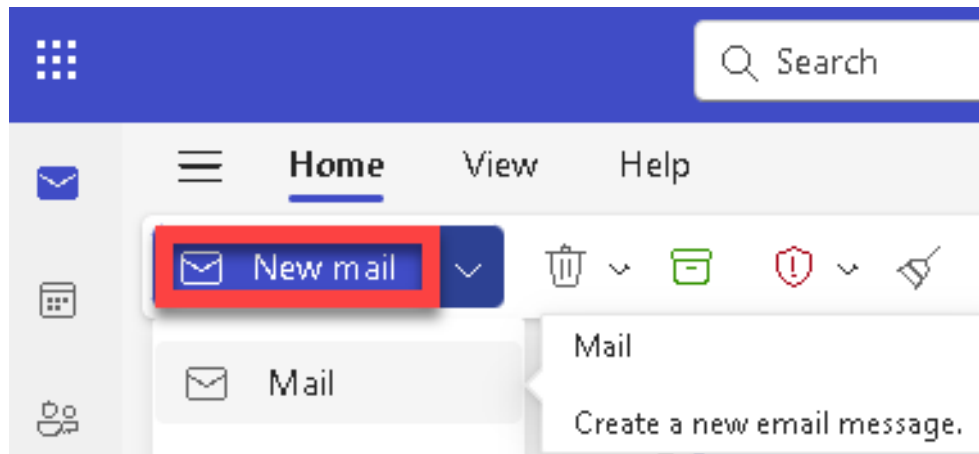 Search
Home View Help
New mail
Mail
Mail
Create a new email message.